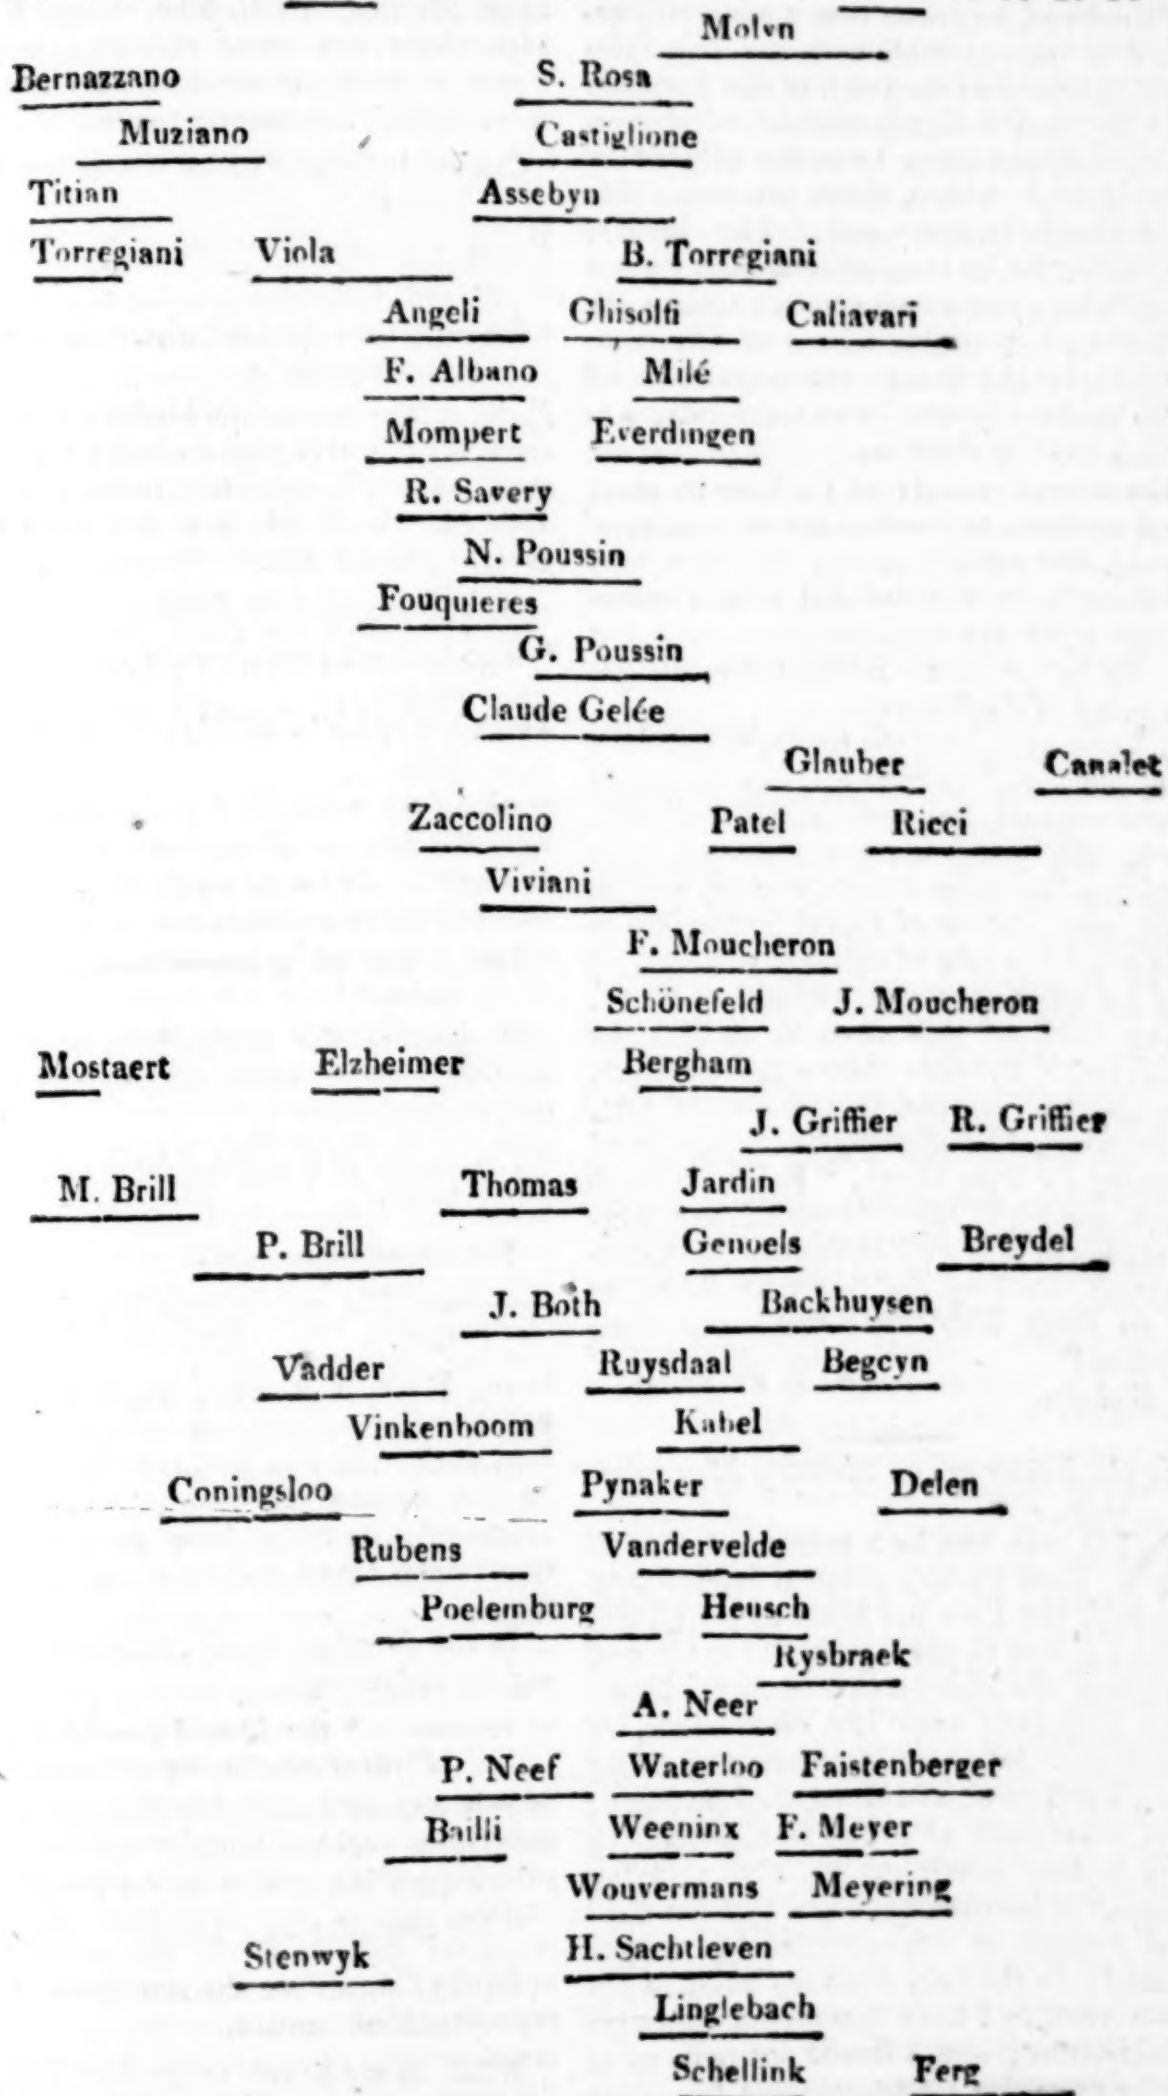 Molyn
Bernazzano S. Rosa
Muziano Castiglione
Titian Assebyn
Torregiani Viola B. Torregiani
Angeli Ghisolfi Caliavari
F. Albano Milé
Mompert Everdingen
R. Savery
N. Poussin
Fouquieres
G. Poussin
Claude Gelée
Glauber Canalet
Zaccolino Patel Ricci
Viviani
F. Moucheron
Schönefeld J. Moucheron
Mostaert Elzheimer Bergham
J. Griffier R. Griffier
M. Brill Thomas Jardin
P. Brill Genoels Breydel
J. Both Backhuysen
Vadder Ruysdaal Begeyn
Vinkenboom Kabel
Coningsloo Pynaker Delen
Rubens Vandervelde
Poelemburg Heusch
Rysbraek
A. Neer
P. Neef Waterloo Faistenberger
Bailli Weeninx F. Meyer
Wouvermans Meyering
Stenwyk H. Sachtleven
Linglebach
Schellink Ferg